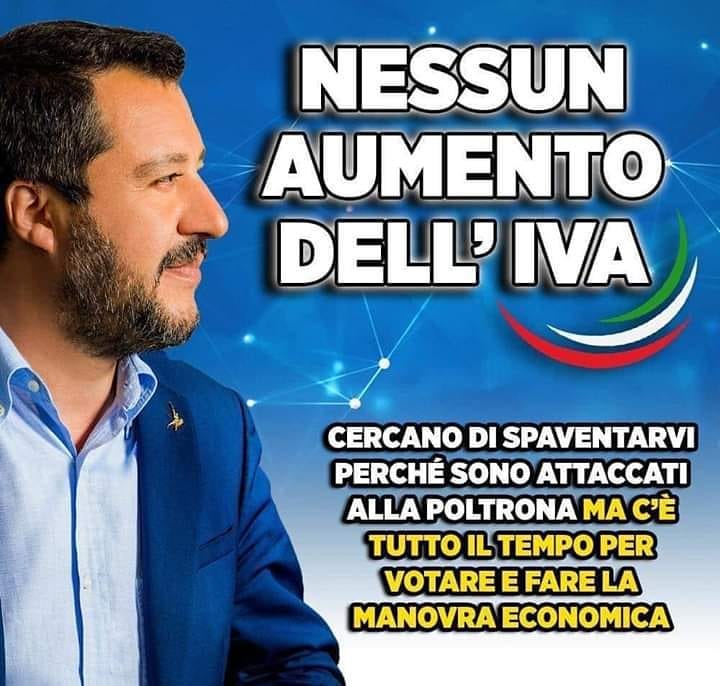 NESSUN
AUMENTO
DELL' IVA
CERCANO DI SPAVENTARVI
PERCHÉ SONO ATTACCATI
ALLA POLTRONA MA C'È
TUTTO IL TEMPO PER
VOTARE E FARE LA
MANOVRA ECONOMICA